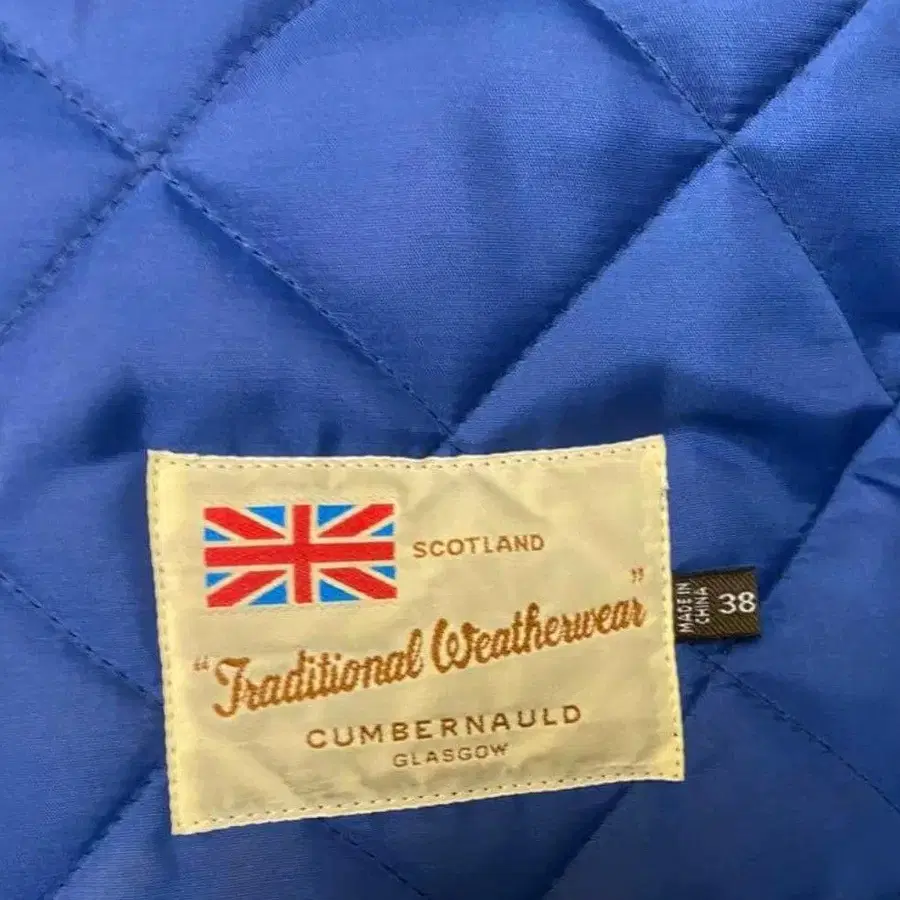 SCOTLAND
"Traditional Weatherwear"
CUMBERNAULD
GLASGOW
MADE IN
CHINA
38